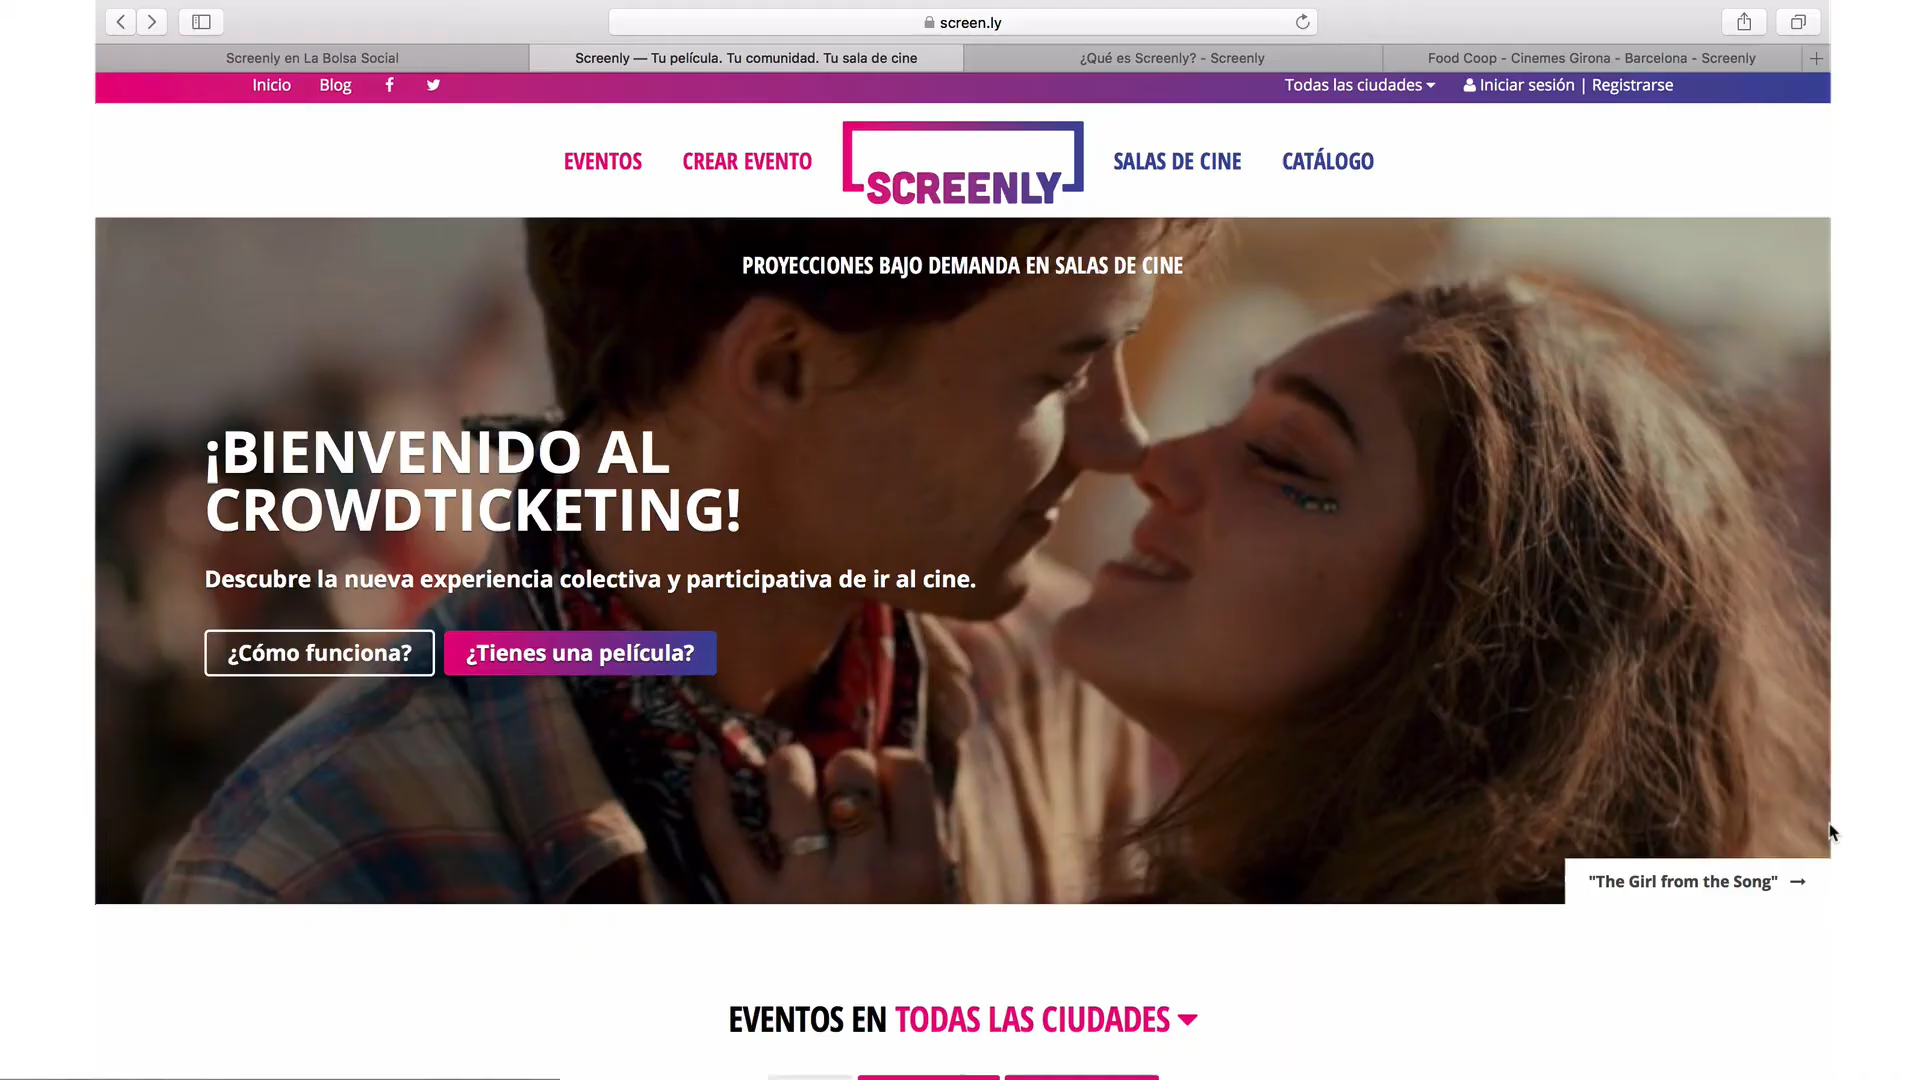 screen.ly
Screenly en La Bolsa Social
Screenly — Tu película. Tu comunidad. Tu sala de cine
¿Qué es Screenly? - Screenly
Food Coop - Cinemes Girona - Barcelona - Screenly
Inicio
Blog
Todas las ciudades
Iniciar sesión | Registrarse
EVENTOS
CREAR EVENTO
SCREENLY
SALAS DE CINE
CATÁLOGO
PROYECCIONES BAJO DEMANDA EN SALAS DE CINE
¡BIENVENIDO AL
CROWDTICKETING!
Descubre la nueva experiencia colectiva y participativa de ir al cine.
¿Cómo funciona?
¿Tienes una película?
"The Girl from the Song" →
EVENTOS EN TODAS LAS CIUDADES